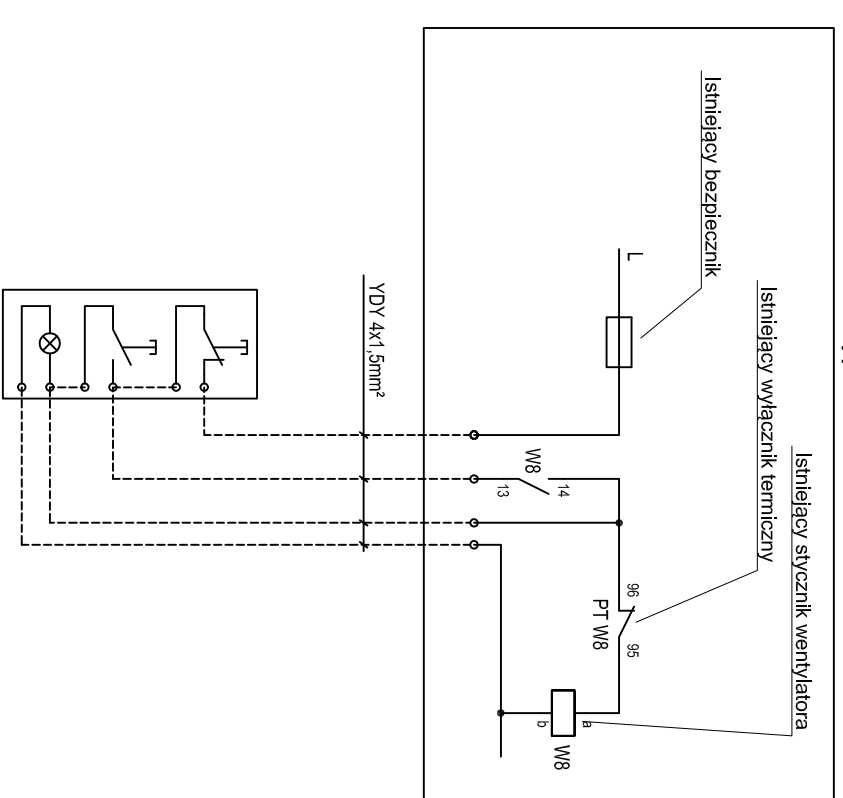 Istniejący stycznik wentylatora
Istniejący wyłącznik termiczny
Istniejący bezpiecznik
L
96
95
PT W8
a
b
W8
14
13
W8
YDY 4x1,5mm²